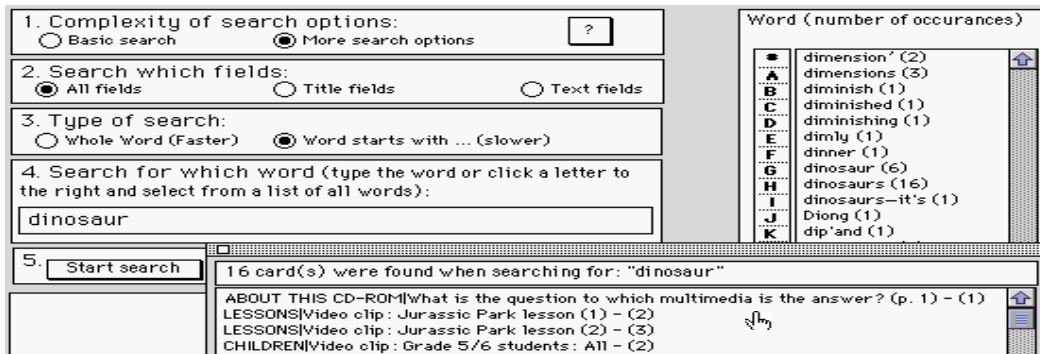 1. Complexity of search options:
Basic search More search options ?
2. Search which fields:
All fields Title fields Text fields
3. Type of search:
Whole Word (Faster) Word starts with ... (slower)
4. Search for which word (type the word or click a letter to
the right and select from a list of all words):
dinosaur
5. Start search
Word (number of occurances)
# dimension' (2)
A dimensions (3)
B diminish (1)
C diminished (1)
D diminishing (1)
E dimly (1)
F dinner (1)
G dinosaur (6)
H dinosaurs (16)
I dinosaurs—it's (1)
J Diong (1)
K dip'and (1)
16 card(s) were found when searching for: "dinosaur"
ABOUT THIS CD-ROM|What is the question to which multimedia is the answer? (p. 1) - (1)
LESSONS|Video clip: Jurassic Park lesson (1) - (2)
LESSONS|Video clip: Jurassic Park lesson (2) - (3)
CHILDREN|Video clip: Grade 5/6 students: All - (2)